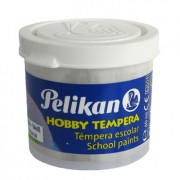 Pelikan
HOBBY TEMPERA
Témpera escolar
School paints